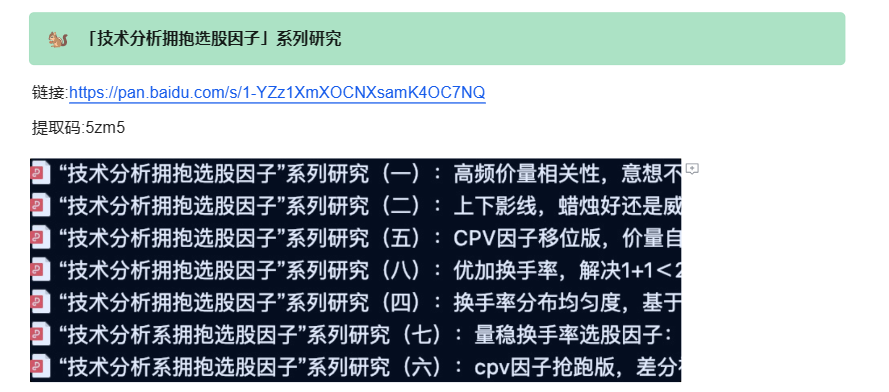 「技术分析拥抱选股因子」系列研究
链接:https://pan.baidu.com/s/1-YZz1XmXOCNXsamK4OC7NQ
提取码:5zm5
“技术分析拥抱选股因子”系列研究（一）：高频价量相关性，意想不
“技术分析拥抱选股因子”系列研究（二）：上下影线，蜡烛好还是威
“技术分析拥抱选股因子”系列研究（五）：CPV因子移位版，价量自
“技术分析拥抱选股因子”系列研究（八）：优加换手率，解决1+1＜2
“技术分析拥抱选股因子”系列研究（四）：换手率分布均匀度，基于
“技术分析系拥抱选股因子”系列研究（七）：量稳换手率选股因子：
“技术分析系拥抱选股因子”系列研究（六）：cpv因子抢跑版，差分